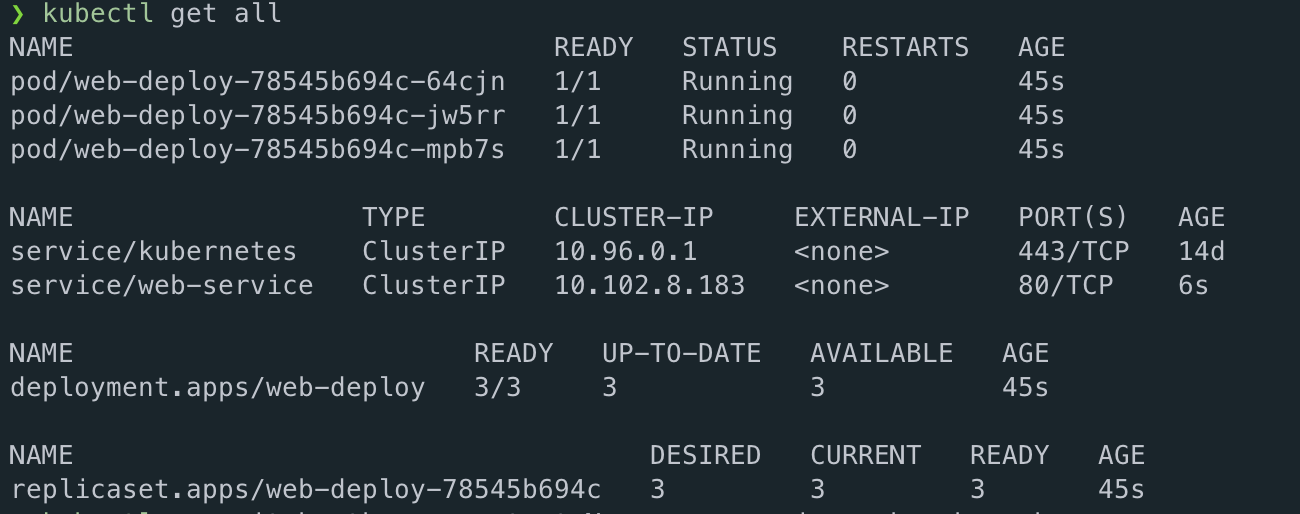 ❯ kubectl get all
NAME                              READY   STATUS    RESTARTS   AGE
pod/web-deploy-78545b694c-64cjn   1/1     Running   0          45s
pod/web-deploy-78545b694c-jw5rr   1/1     Running   0          45s
pod/web-deploy-78545b694c-mpb7s   1/1     Running   0          45s
NAME                  TYPE        CLUSTER-IP     EXTERNAL-IP   PORT(S)   AGE
service/kubernetes    ClusterIP   10.96.0.1      <none>        443/TCP   14d
service/web-service   ClusterIP   10.102.8.183   <none>        80/TCP    6s
NAME                         READY   UP-TO-DATE   AVAILABLE   AGE
deployment.apps/web-deploy   3/3     3            3           45s
NAME                                    DESIRED   CURRENT   READY   AGE
replicaset.apps/web-deploy-78545b694c   3         3         3       45s